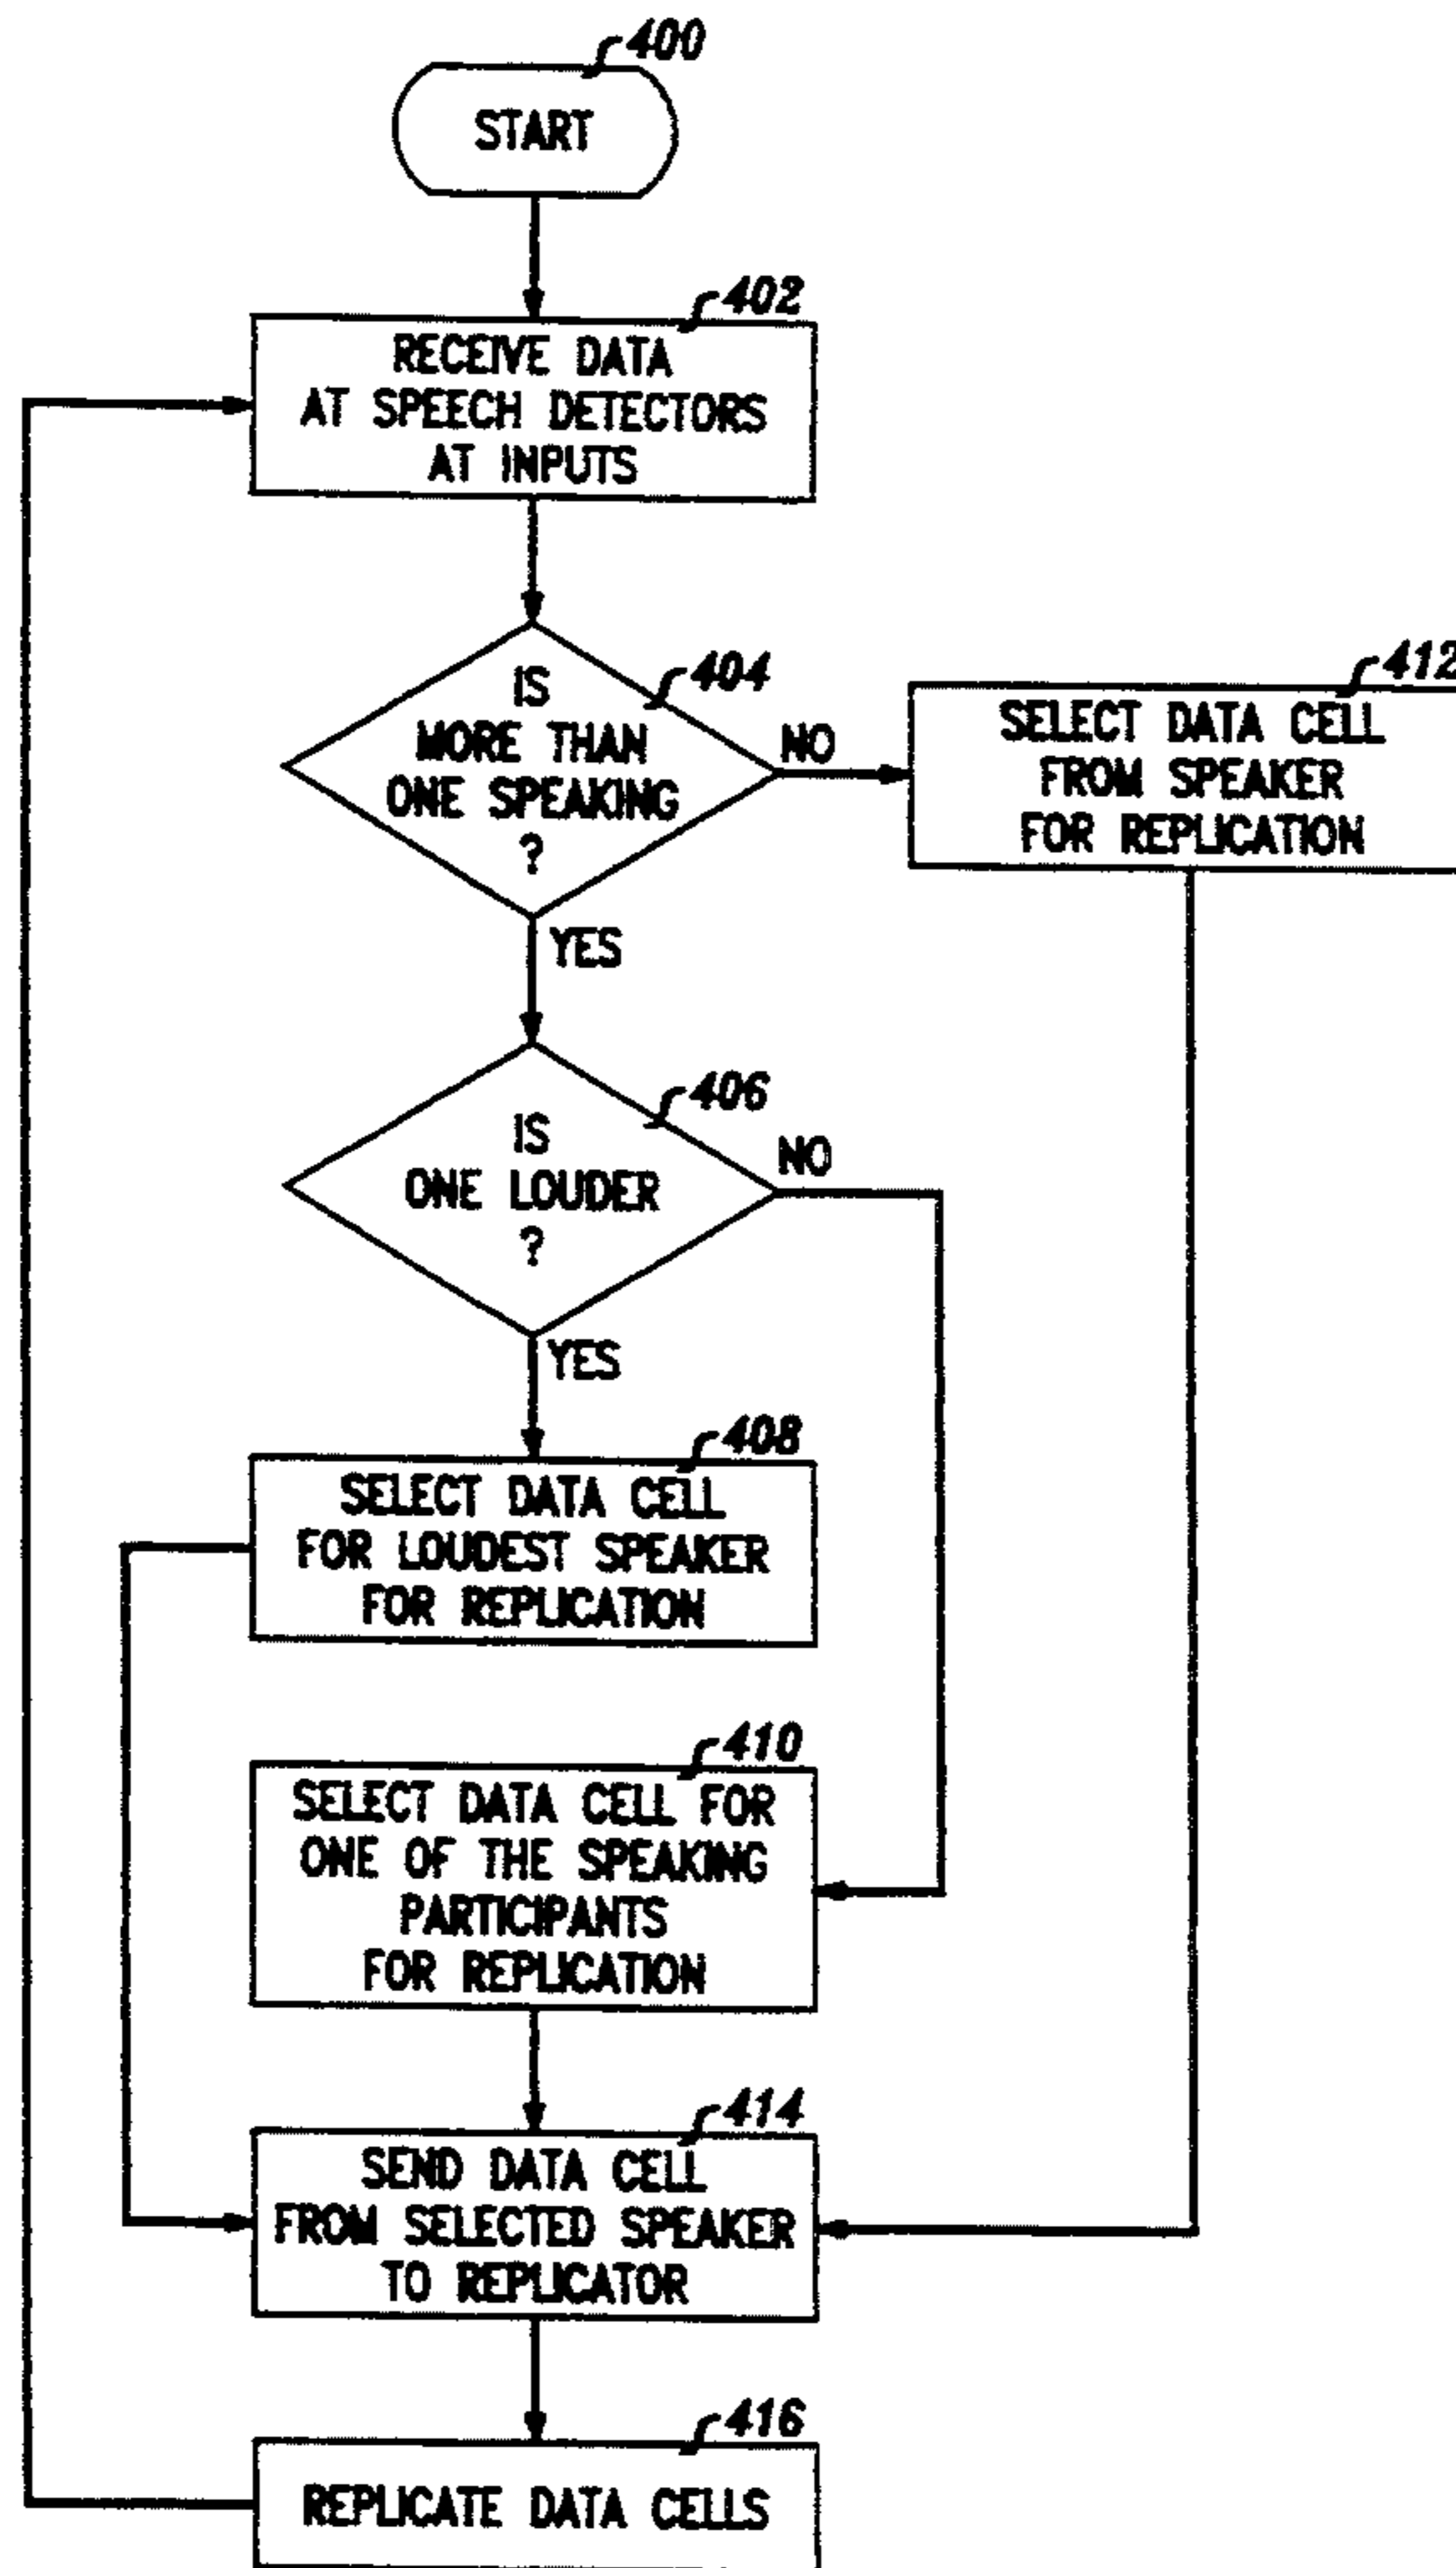 400
START
402
RECEIVE DATA
AT SPEECH DETECTORS
AT INPUTS
404
IS
MORE THAN
ONE SPEAKING
?
NO
412
SELECT DATA CELL
FROM SPEAKER
FOR REPLICATION
YES
406
IS
ONE LOUDER
?
NO
YES
408
SELECT DATA CELL
FOR LOUDEST SPEAKER
FOR REPLICATION
410
SELECT DATA CELL FOR
ONE OF THE SPEAKING
PARTICIPANTS
FOR REPLICATION
414
SEND DATA CELL
FROM SELECTED SPEAKER
TO REPLICATOR
416
REPLICATE DATA CELLS